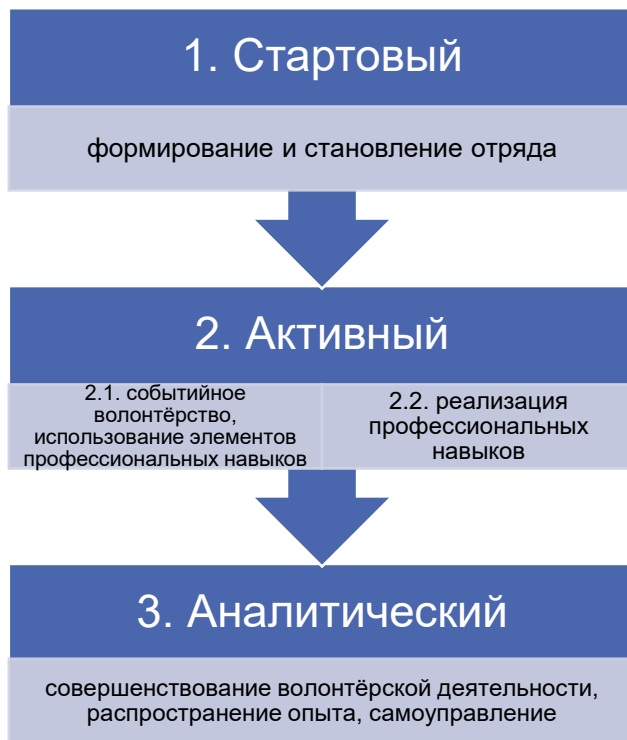 1. Стартовый
формирование и становление отряда
2. Активный
2.1. событийное
волонтёрство,
использование элементов
профессиональных навыков
2.2. реализация
профессиональных
навыков
3. Аналитический
совершенствование волонтёрской деятельности,
распространение опыта, самоуправление